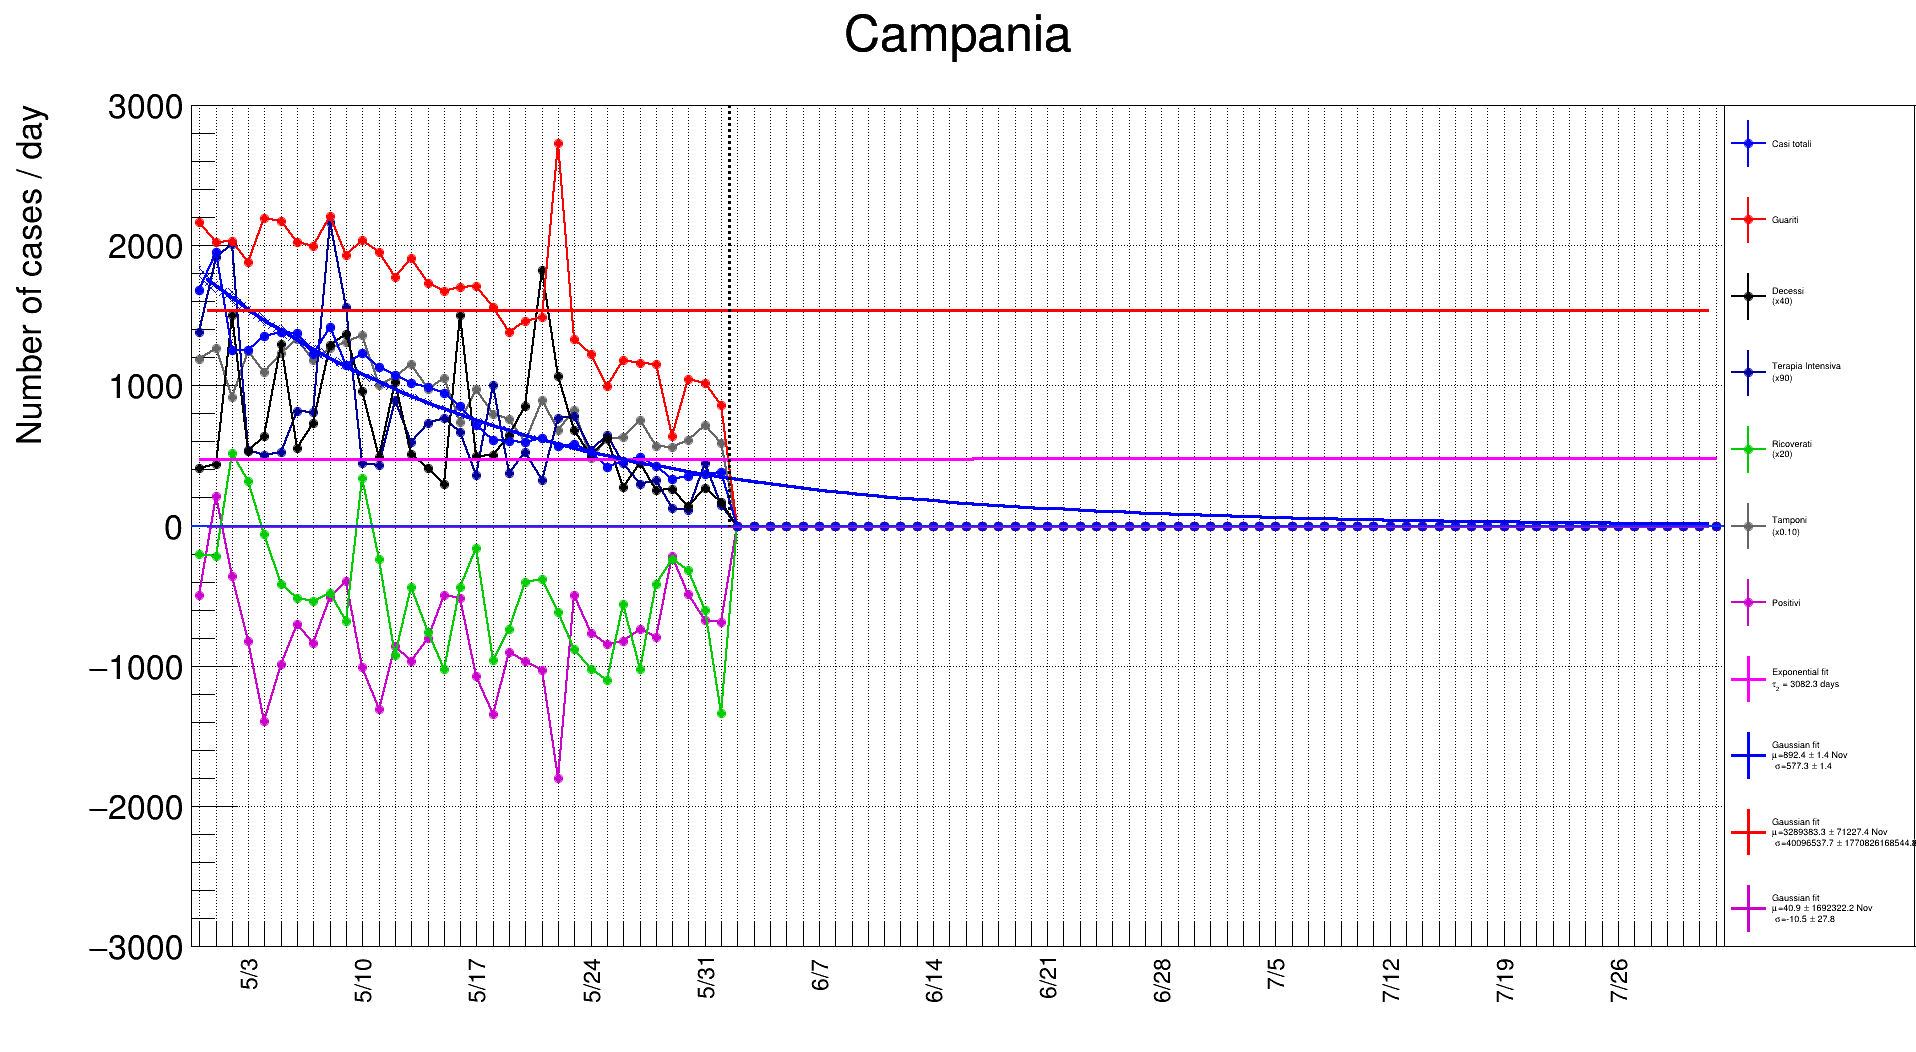 Campania
Number of cases / day
3000
2000
1000
0
−1000
−2000
−3000
5/3
5/10
5/17
5/24
5/31
6/7
6/14
6/21
6/28
7/5
7/12
7/19
7/26
Casi totali
Guariti
Decessi
(x40)
Terapia Intensiva
(x90)
Ricoverati
(x20)
Tamponi
(x0.10)
Positivi
Exponential fit
τ₂ = 3082.3 days
Gaussian fit
μ=892.4 ± 1.4 Nov
σ=577.3 ± 1.4
Gaussian fit
μ=3289383.3 ± 71227.4 Nov
Gaussian fit
μ=40.9 ± 1692322.2 Nov
σ=-10.5 ± 27.8